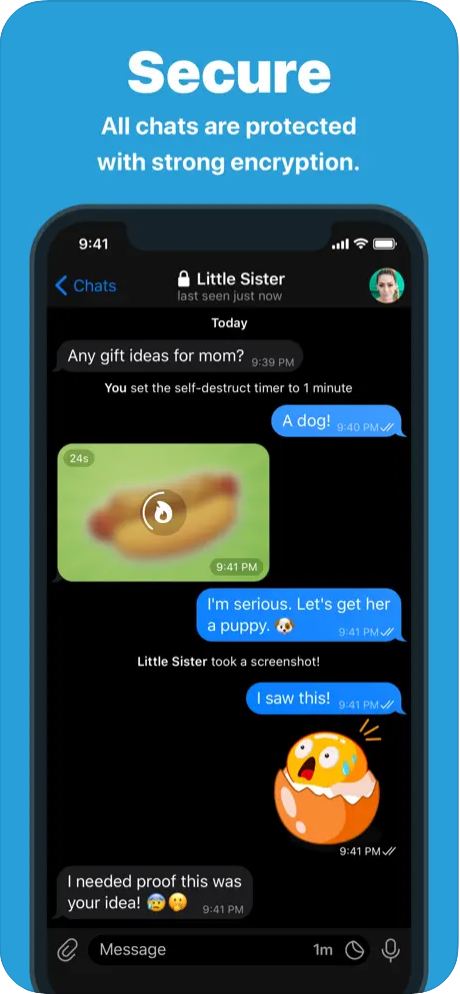 Secure
All chats are protected
with strong encryption.
9:41
Chats
Little Sister
last seen just now
Today
Any gift ideas for mom? 9:39 PM
You set the self-destruct timer to 1 minute
A dog! 9:40 PM
24s
9:41 PM
I'm serious. Let's get her
a puppy. 🐶 9:41 PM
Little Sister took a screenshot!
I saw this! 9:41 PM
9:41 PM
I needed proof this was
your idea! 😰🤭 9:41 PM
Message 1m